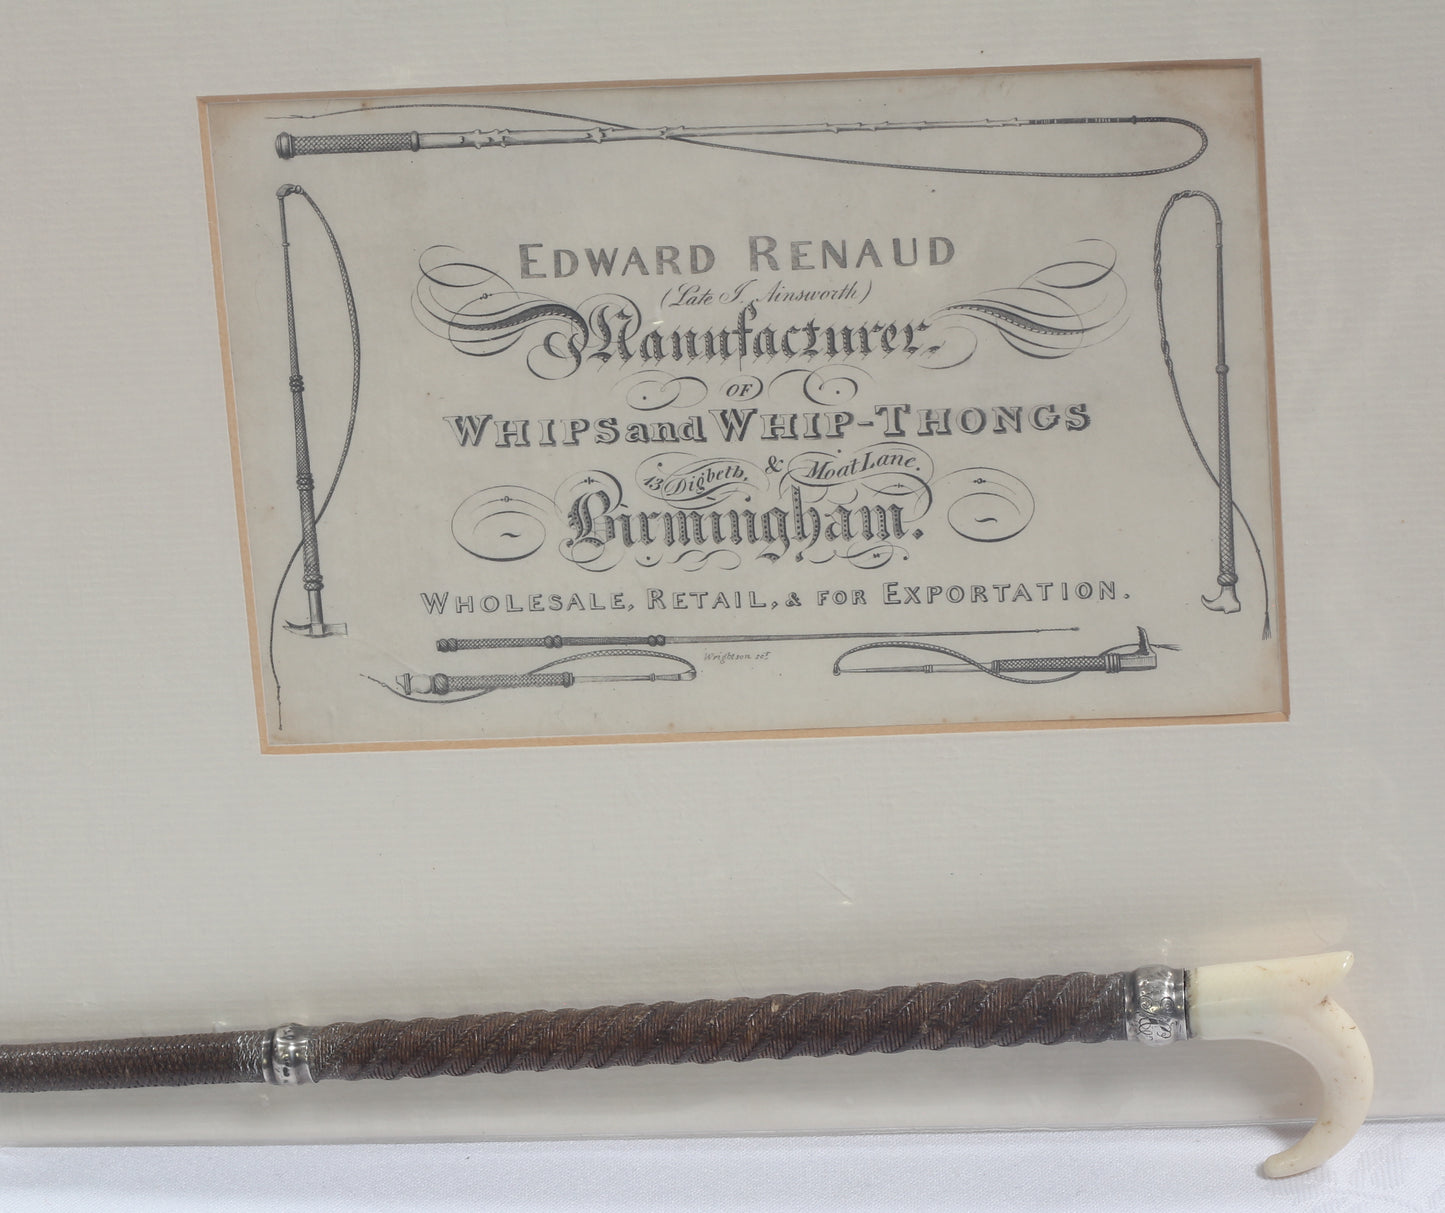 EDWARD RENAUD
(Late J. Ainsworth)
Manufacturer,
OF
WHIPS and WHIP-THONGS
13 Digbeth, & Moat Lane.
Birmingham.
WHOLESALE, RETAIL, & FOR EXPORTATION.
Wrightson sct